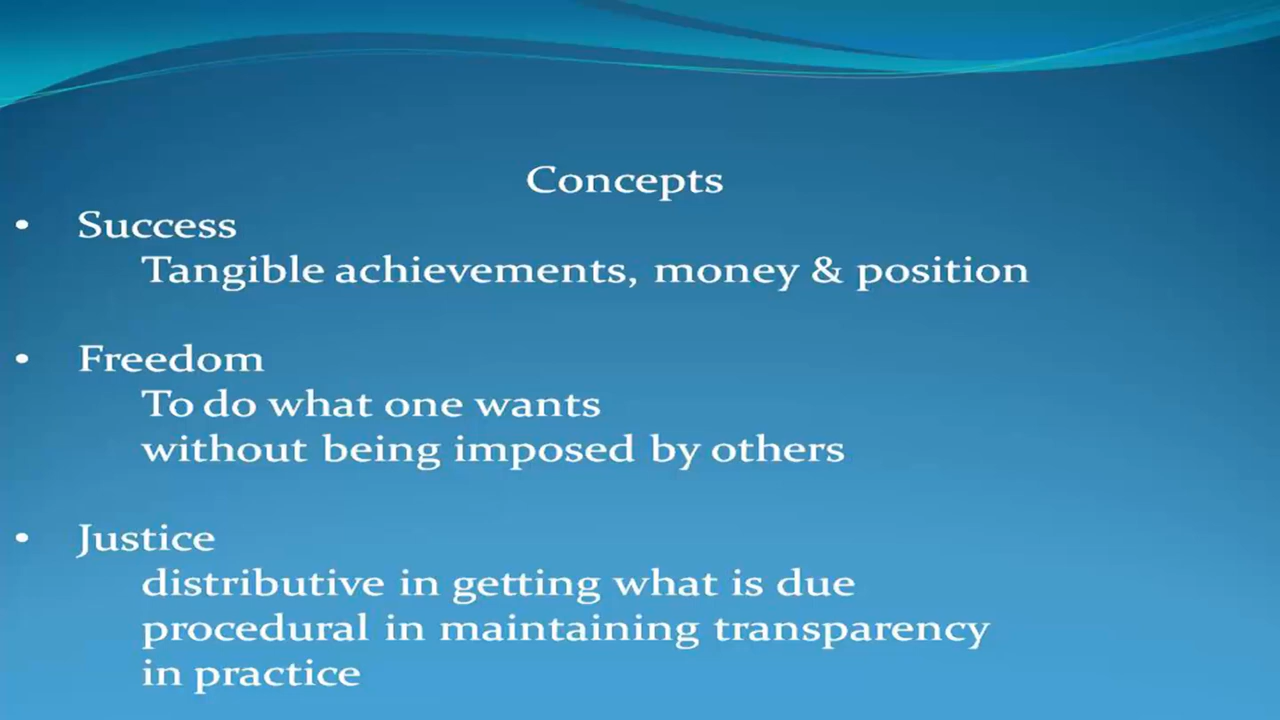 Concepts
• Success
Tangible achievements, money & position
• Freedom
To do what one wants
without being imposed by others
• Justice
distributive in getting what is due
procedural in maintaining transparency
in practice